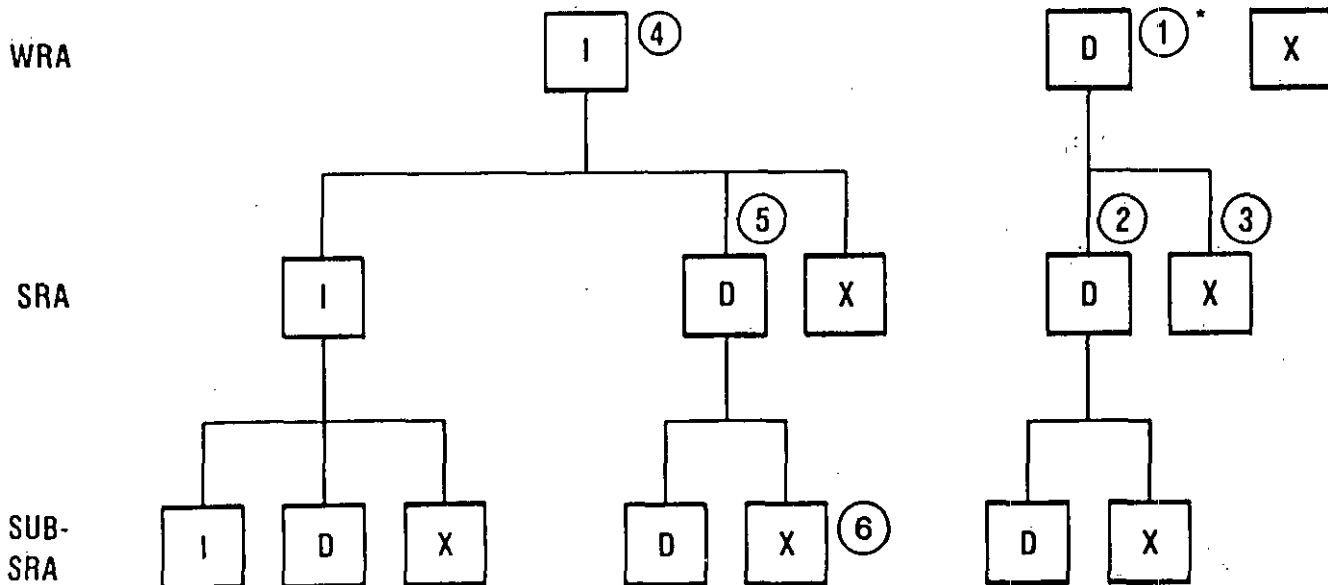 WRA I ④ D ①* X
⑤ ② ③
SRA I D X D X
SUB-
SRA I D X D X ⑥ D X